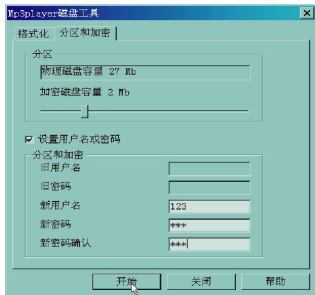 Mp3player磁盘工具
格式化 分区和加密
分区
物理磁盘容量 27 Mb
加密磁盘容量 2 Mb
设置用户名或密码
分区和加密
旧用户名
旧密码
新用户名 123
新密码 ***
新密码确认 ***
开始 关闭 帮助